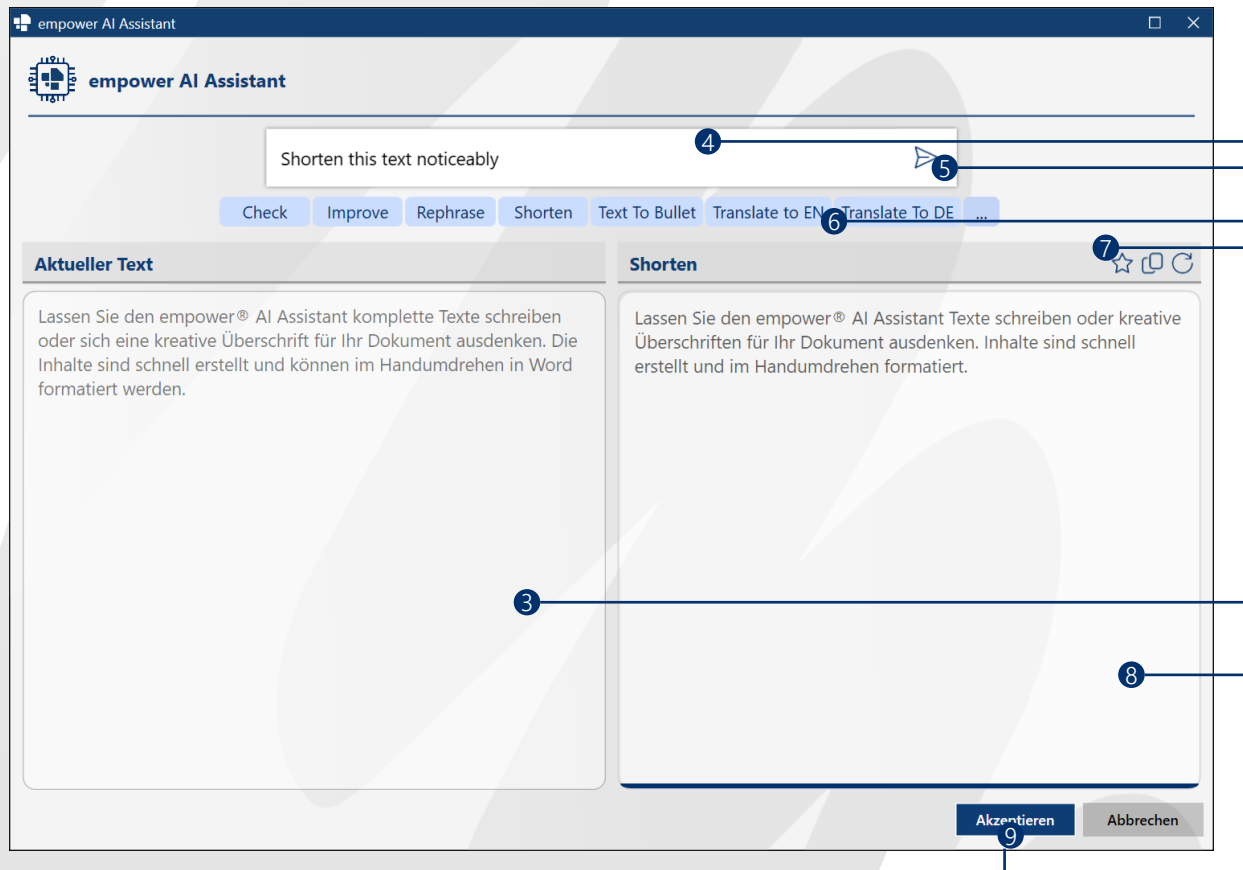 empower AI Assistant
empower AI Assistant
4
Shorten this text noticeably
5
Check Improve Rephrase Shorten Text To Bullet Translate to EN Translate To DE ...
6
7
Aktueller Text
Shorten
Lassen Sie den empower® AI Assistant komplette Texte schreiben
oder sich eine kreative Überschrift für Ihr Dokument ausdenken. Die
Inhalte sind schnell erstellt und können im Handumdrehen in Word
formatiert werden.
Lassen Sie den empower® AI Assistant Texte schreiben oder kreative
Überschriften für Ihr Dokument ausdenken. Inhalte sind schnell
erstellt und im Handumdrehen formatiert.
3
8
Akzeptieren Abbrechen
9